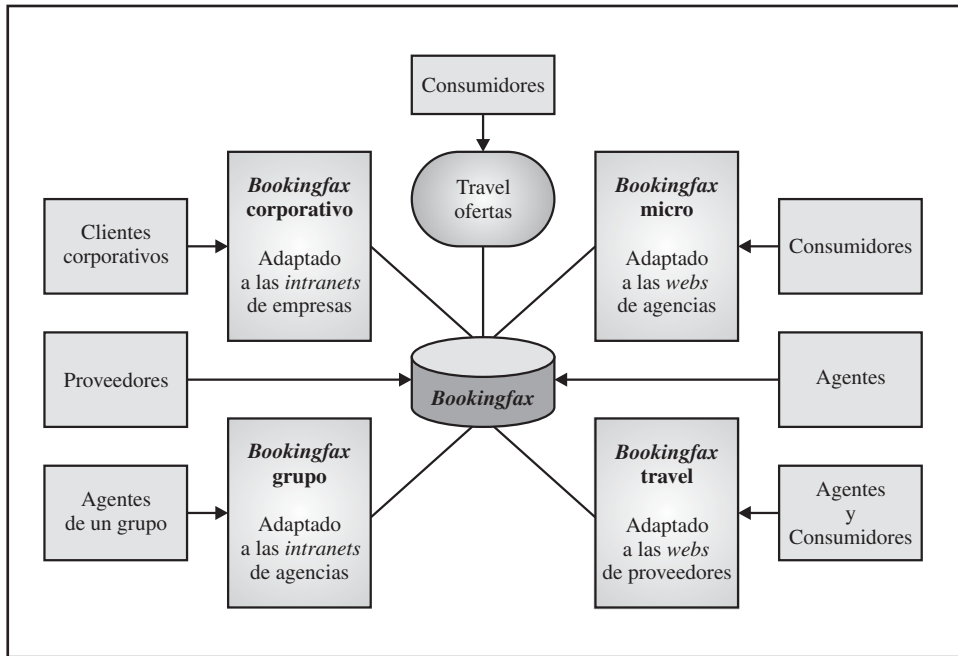 Consumidores
Travel
ofertas
Clientes
corporativos
Bookingfax
corporativo
Adaptado
a las intranets
de empresas
Bookingfax
micro
Adaptado
a las webs
de agencias
Consumidores
Proveedores
Bookingfax
Agentes
Agentes
de un grupo
Bookingfax
grupo
Adaptado
a las intranets
de agencias
Bookingfax
travel
Adaptado
a las webs
de proveedores
Agentes
y
Consumidores